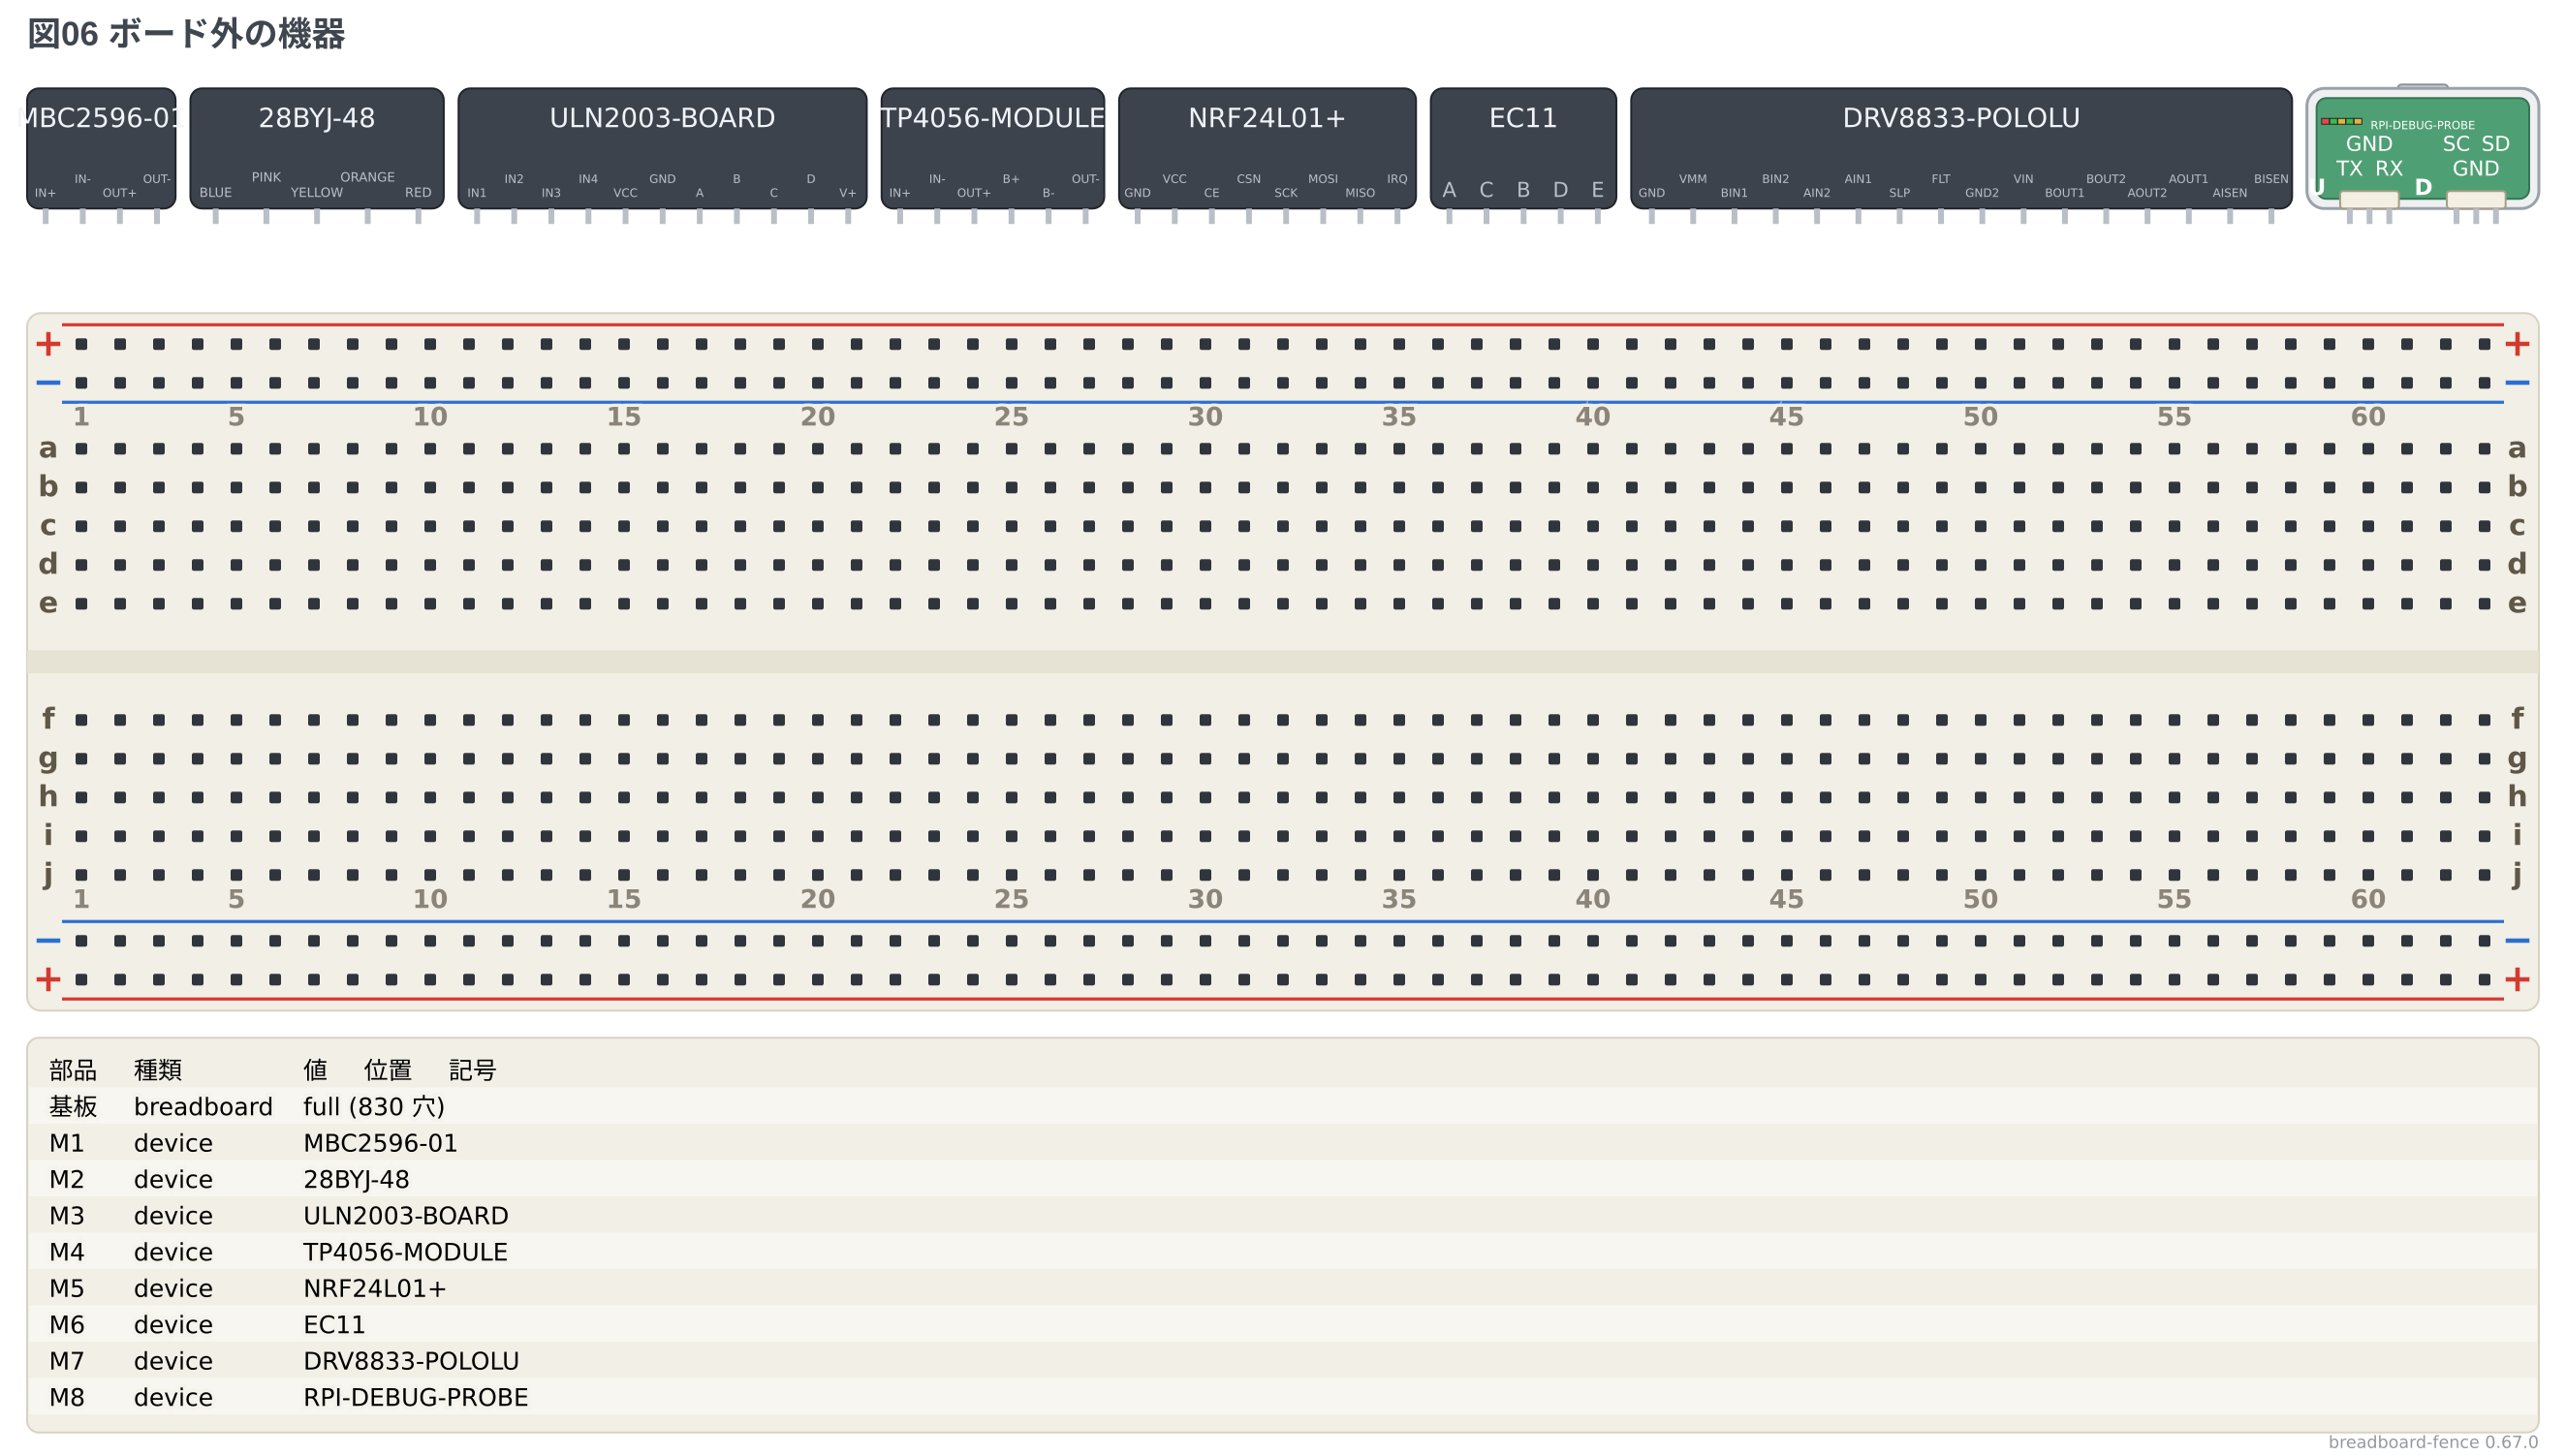 図06 ボード外の機器
MBC2596-01 28BYJ-48 ULN2003-BOARD TP4056-MODULE NRF24L01+ EC11 DRV8833-POLOLU RPI-DEBUG-PROBE
IN+ IN- OUT+ OUT-
BLUE PINK YELLOW ORANGE RED
IN1 IN2 IN3 IN4 VCC GND A B C D V+
IN+ IN- OUT+ B+ B- OUT-
GND VCC CE CSN SCK MOSI MISO IRQ
A C B D E
GND VMM BIN1 BIN2 AIN2 AIN1 SLP FLT GND2 VIN BOUT1 BOUT2 AOUT2 AOUT1 AISEN BISEN
GND SC SD
TX RX GND
U D
+ +
− −
1 5 10 15 20 25 30 35 40 45 50 55 60
a a
b b
c c
d d
e e
f f
g g
h h
i i
j j
1 5 10 15 20 25 30 35 40 45 50 55 60
− −
+ +
部品 種類 値 位置 記号
基板 breadboard full (830 穴)
M1 device MBC2596-01
M2 device 28BYJ-48
M3 device ULN2003-BOARD
M4 device TP4056-MODULE
M5 device NRF24L01+
M6 device EC11
M7 device DRV8833-POLOLU
M8 device RPI-DEBUG-PROBE
breadboard-fence 0.67.0